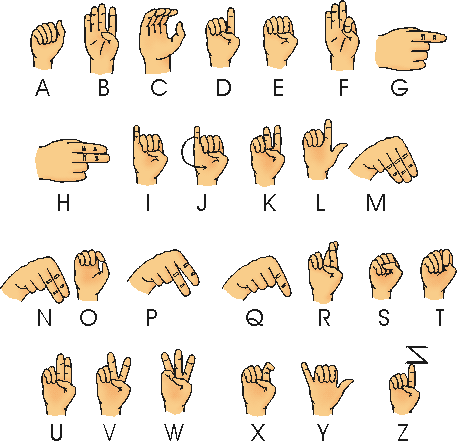 A B C D E F G
H I J K L M
N O P Q R S T
U V W X Y Z